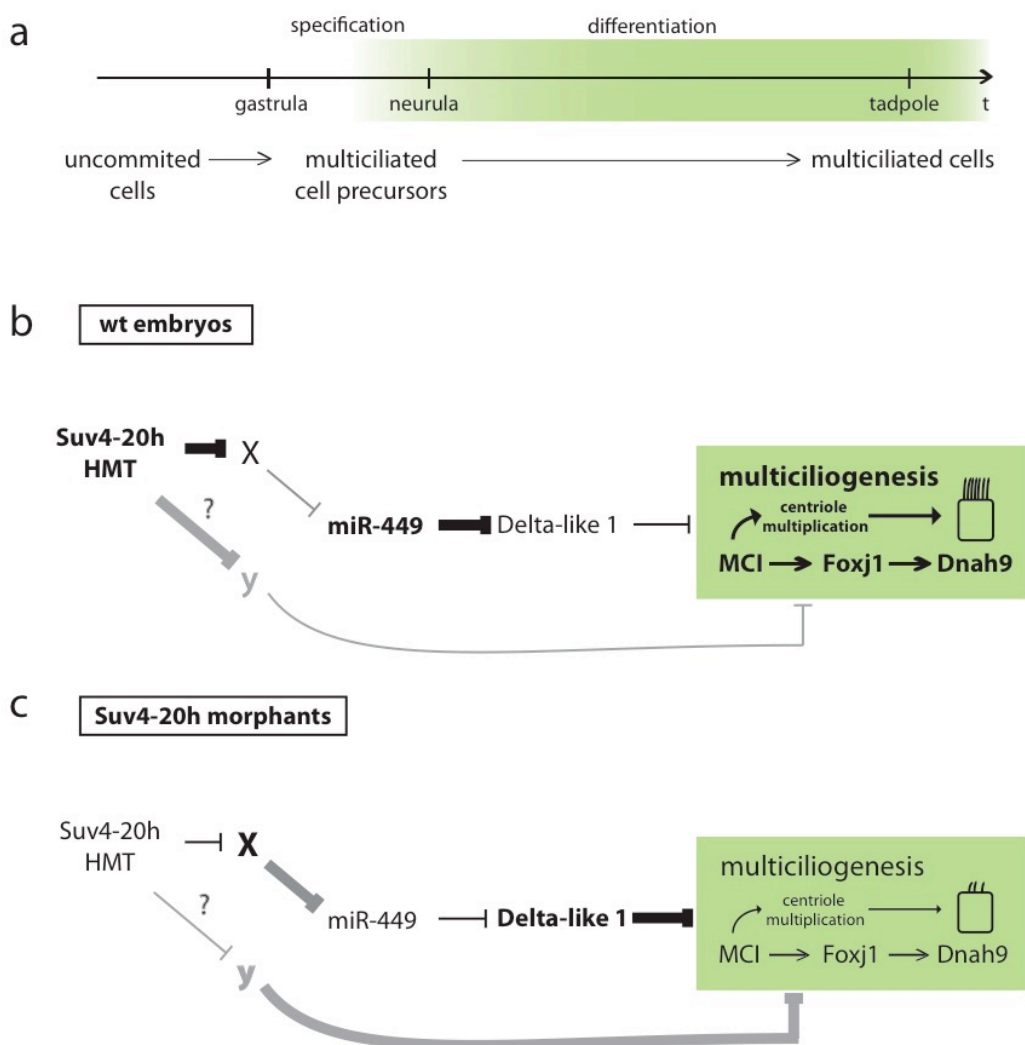 a
specification
differentiation
gastrula
neurula
tadpole
t
uncommited
cells
multiciliated
cell precursors
multiciliated cells
b
wt embryos
Suv4-20h
HMT
X
?
y
miR-449
Delta-like 1
multiciliogenesis
centriole
multiplication
MCI
Foxj1
Dnah9
c
Suv4-20h morphants
Suv4-20h
HMT
X
?
y
miR-449
Delta-like 1
multiciliogenesis
centriole
multiplication
MCI
Foxj1
Dnah9